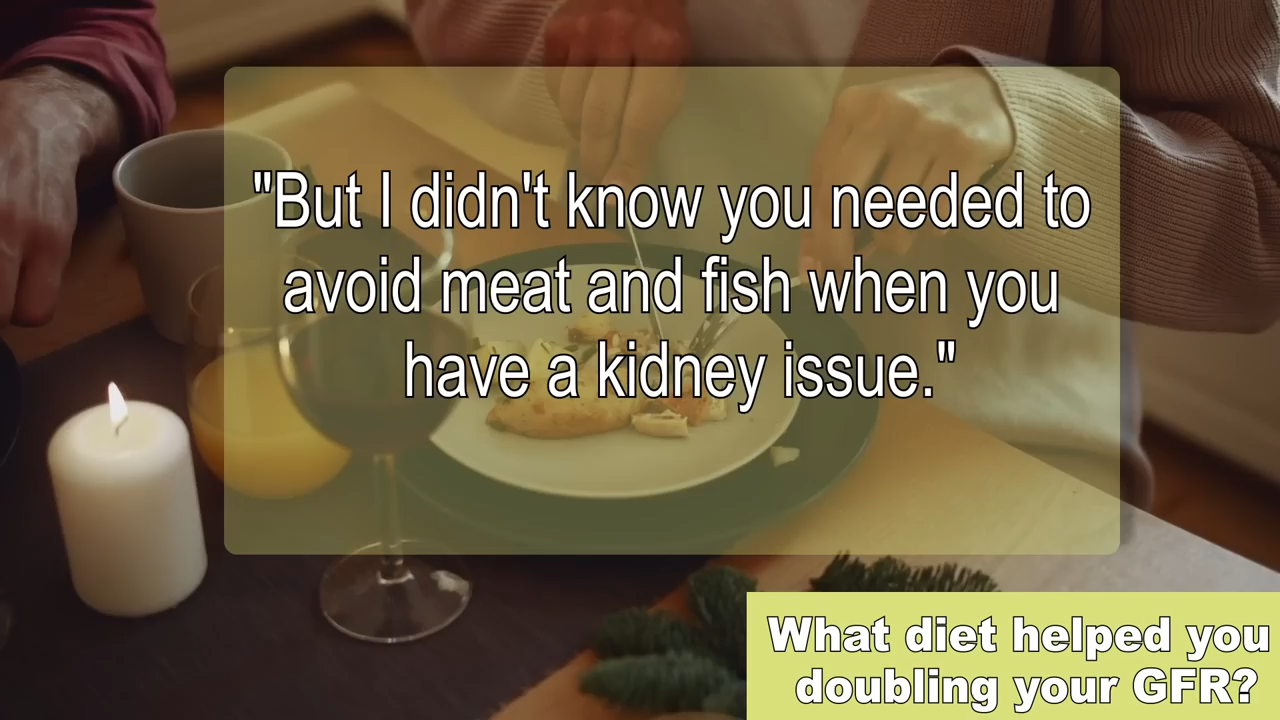 "But I didn't know you needed to
avoid meat and fish when you
have a kidney issue."
What diet helped you
doubling your GFR?